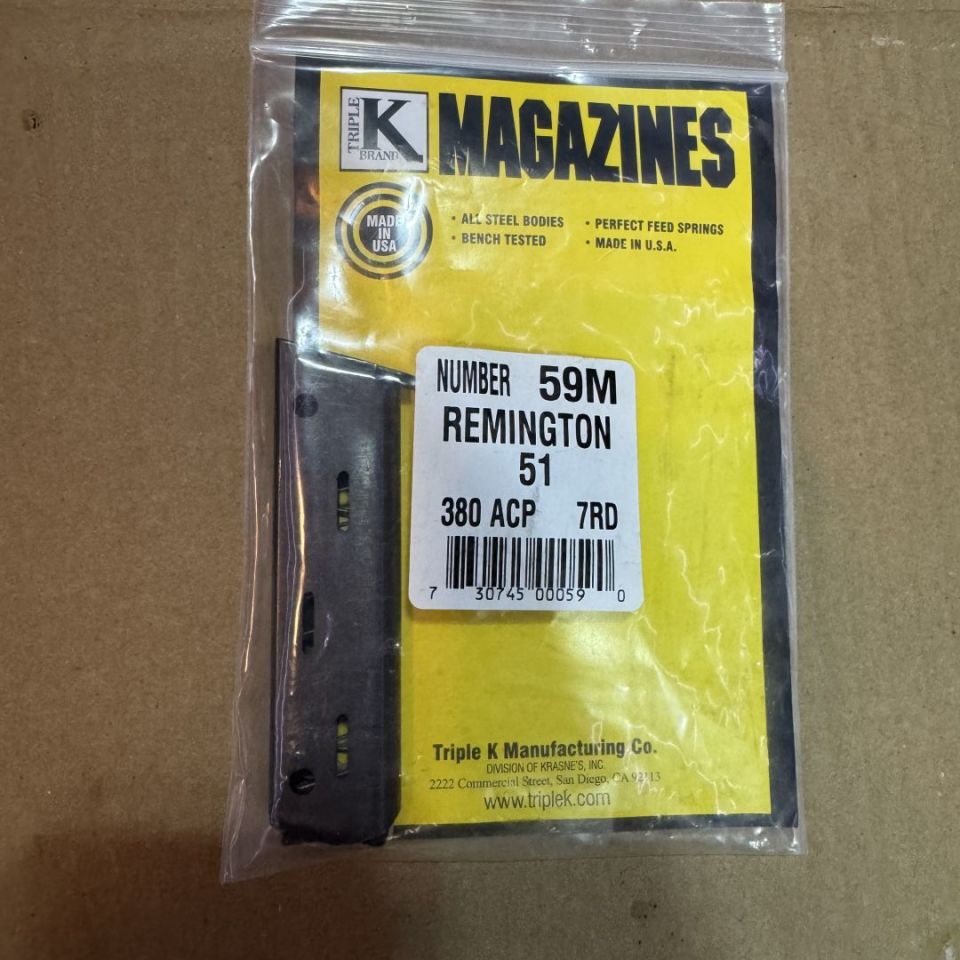 TRIPLE K BRAND
MAGAZINES
MADE IN USA
• ALL STEEL BODIES
• BENCH TESTED
• PERFECT FEED SPRINGS
• MADE IN U.S.A.
NUMBER 59M
REMINGTON
51
380 ACP 7RD
7 30745 00059 0
Triple K Manufacturing Co.
DIVISION OF KRASNE'S, INC.
2222 Commercial Street, San Diego, CA 92113
www.triplek.com